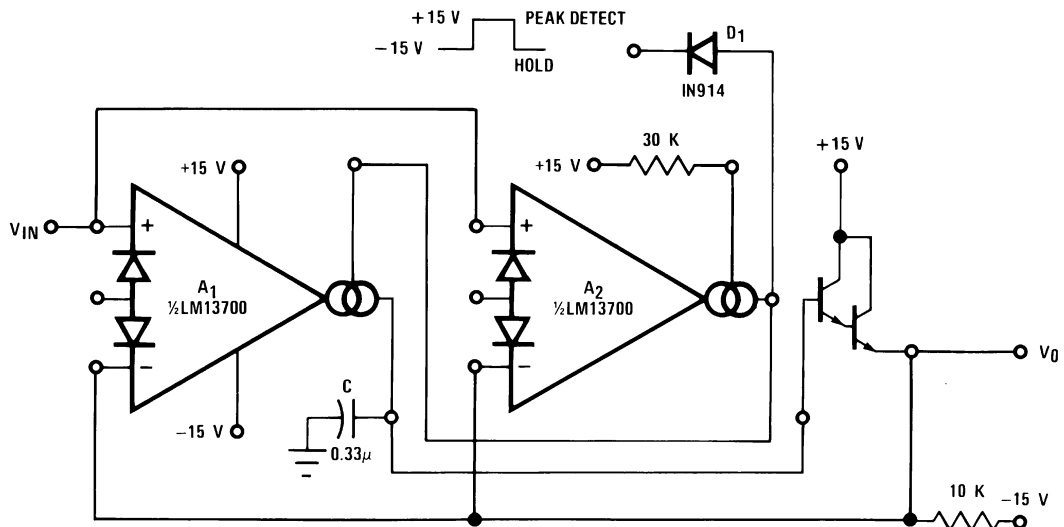 +15 V
PEAK DETECT
−15 V
HOLD
D1
IN914
30 K
+15 V
+15 V
+15 V
VIN
+
A1
½LM13700
−
−15 V
+
A2
½LM13700
−
V0
C
0.33μ
10 K
−15 V